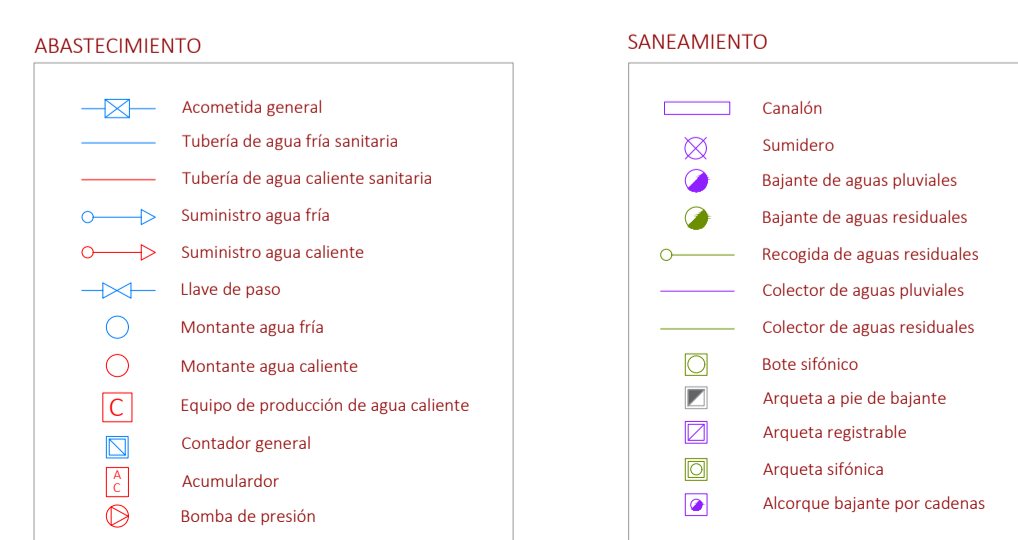 ABASTECIMIENTO
Acometida general
Tubería de agua fría sanitaria
Tubería de agua caliente sanitaria
Suministro agua fría
Suministro agua caliente
Llave de paso
Montante agua fría
Montante agua caliente
C Equipo de producción de agua caliente
Contador general
A
C
Acumulardor
Bomba de presión
SANEAMIENTO
Canalón
Sumidero
Bajante de aguas pluviales
Bajante de aguas residuales
Recogida de aguas residuales
Colector de aguas pluviales
Colector de aguas residuales
Bote sifónico
Arqueta a pie de bajante
Arqueta registrable
Arqueta sifónica
Alcorque bajante por cadenas